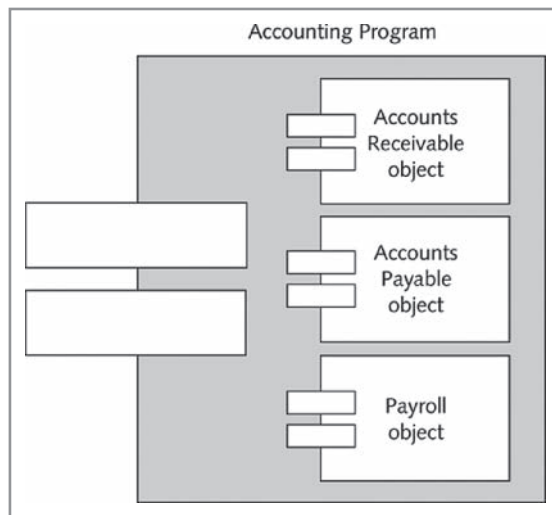 Accounting Program
Accounts
Receivable
object
Accounts
Payable
object
Payroll
object